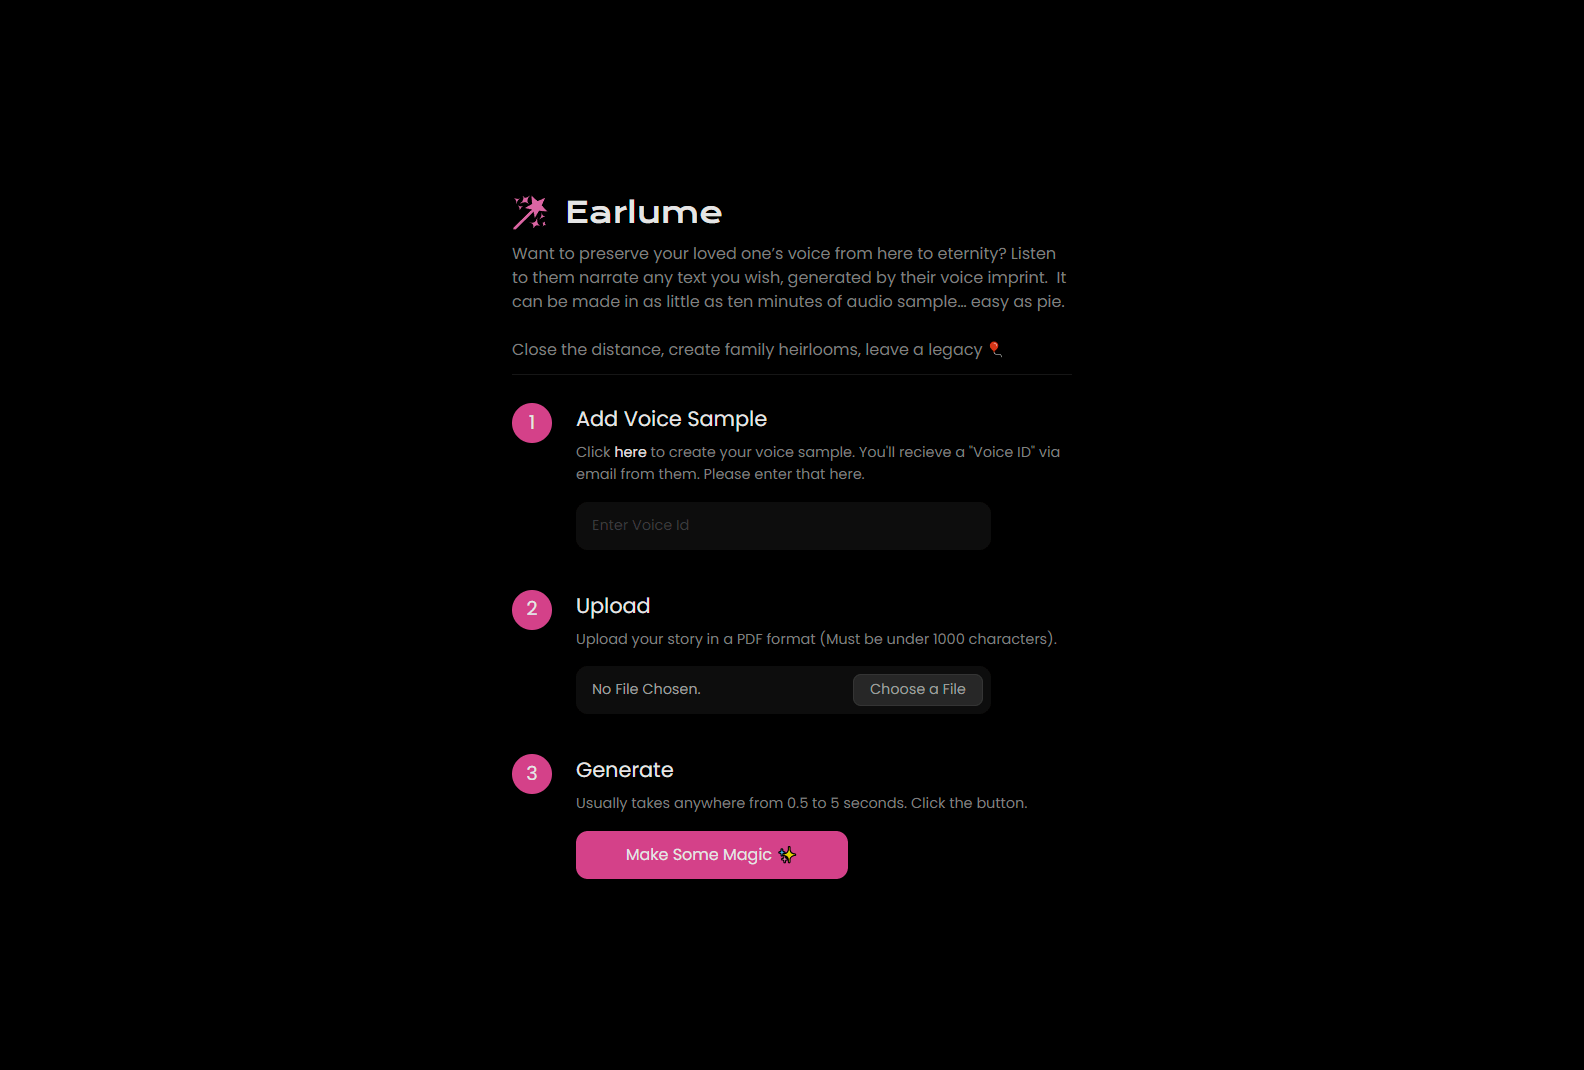 Earlume
Want to preserve your loved one’s voice from here to eternity? Listen
to them narrate any text you wish, generated by their voice imprint.  It
can be made in as little as ten minutes of audio sample... easy as pie.
Close the distance, create family heirlooms, leave a legacy 🎈
1
Add Voice Sample
Click here to create your voice sample. You'll recieve a "Voice ID" via
email from them. Please enter that here.
Enter Voice Id
2
Upload
Upload your story in a PDF format (Must be under 1000 characters).
No File Chosen.
Choose a File
3
Generate
Usually takes anywhere from 0.5 to 5 seconds. Click the button.
Make Some Magic ✨